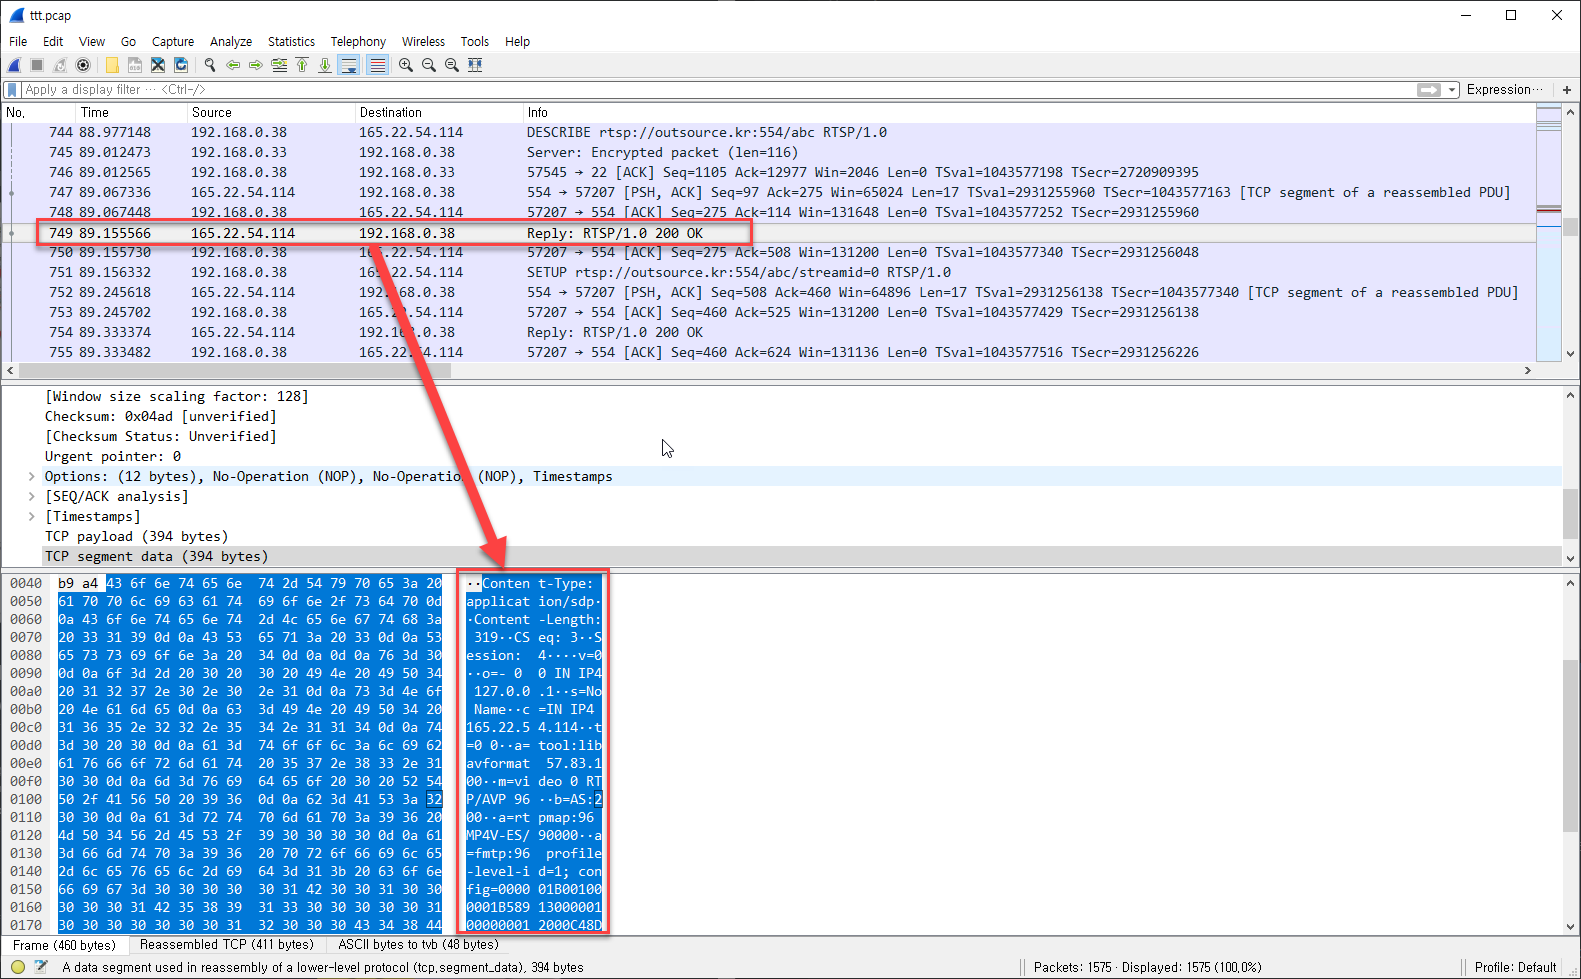 ttt.pcap
File Edit View Go Capture Analyze Statistics Telephony Wireless Tools Help
Apply a display filter ··· <Ctrl-/> Expression··· +
No. Time Source Destination Info
744 88.977148 192.168.0.38 165.22.54.114 DESCRIBE rtsp://outsource.kr:554/abc RTSP/1.0
745 89.012473 192.168.0.33 192.168.0.38 Server: Encrypted packet (len=116)
746 89.012565 192.168.0.38 192.168.0.33 57545 → 22 [ACK] Seq=1105 Ack=12977 Win=2046 Len=0 TSval=1043577198 TSecr=2720909395
747 89.067336 165.22.54.114 192.168.0.38 554 → 57207 [PSH, ACK] Seq=97 Ack=275 Win=65024 Len=17 TSval=2931255960 TSecr=1043577163 [TCP segment of a reassembled PDU]
748 89.067448 192.168.0.38 165.22.54.114 57207 → 554 [ACK] Seq=275 Ack=114 Win=131648 Len=0 TSval=1043577252 TSecr=2931255960
749 89.155566 165.22.54.114 192.168.0.38 Reply: RTSP/1.0 200 OK
750 89.155730 192.168.0.38 165.22.54.114 57207 → 554 [ACK] Seq=275 Ack=508 Win=131200 Len=0 TSval=1043577340 TSecr=2931256048
751 89.156332 192.168.0.38 165.22.54.114 SETUP rtsp://outsource.kr:554/abc/streamid=0 RTSP/1.0
752 89.245618 165.22.54.114 192.168.0.38 554 → 57207 [PSH, ACK] Seq=508 Ack=460 Win=64896 Len=17 TSval=2931256138 TSecr=1043577340 [TCP segment of a reassembled PDU]
753 89.245702 192.168.0.38 165.22.54.114 57207 → 554 [ACK] Seq=460 Ack=525 Win=131200 Len=0 TSval=1043577429 TSecr=2931256138
754 89.333374 165.22.54.114 192.168.0.38 Reply: RTSP/1.0 200 OK
755 89.333482 192.168.0.38 165.22.54.114 57207 → 554 [ACK] Seq=460 Ack=624 Win=131136 Len=0 TSval=1043577516 TSecr=2931256226
[Window size scaling factor: 128]
Checksum: 0x04ad [unverified]
[Checksum Status: Unverified]
Urgent pointer: 0
Options: (12 bytes), No-Operation (NOP), No-Operation (NOP), Timestamps
[SEQ/ACK analysis]
[Timestamps]
TCP payload (394 bytes)
TCP segment data (394 bytes)
0040 b9 a4 43 6f 6e 74 65 6e 74 2d 54 79 70 65 3a 20 ··Conten t-Type:
0050 61 70 70 6c 69 63 61 74 69 6f 6e 2f 73 64 70 0d applicat ion/sdp·
0060 0a 43 6f 6e 74 65 6e 74 2d 4c 65 6e 67 74 68 3a ·Content -Length:
0070 20 33 31 39 0d 0a 43 53 65 71 3a 20 33 0d 0a 53 319··CS eq: 3··S
0080 65 73 73 69 6f 6e 3a 20 34 0d 0a 0d 0a 76 3d 30 ession: 4····v=0
0090 0d 0a 6f 3d 2d 20 30 20 30 20 49 4e 20 49 50 34 ··o=- 0 0 IN IP4
00a0 20 31 32 37 2e 30 2e 30 2e 31 0d 0a 73 3d 4e 6f 127.0.0 .1··s=No
00b0 20 4e 61 6d 65 0d 0a 63 3d 49 4e 20 49 50 34 20 Name··c =IN IP4
00c0 31 36 35 2e 32 32 2e 35 34 2e 31 31 34 0d 0a 74 165.22.5 4.114··t
00d0 3d 30 20 30 0d 0a 61 3d 74 6f 6f 6c 3a 6c 69 62 =0 0··a= tool:lib
00e0 61 76 66 6f 72 6d 61 74 20 35 37 2e 38 33 2e 31 avformat 57.83.1
00f0 30 30 0d 0a 6d 3d 76 69 64 65 6f 20 30 20 52 54 00··m=vi deo 0 RT
0100 50 2f 41 56 50 20 39 36 0d 0a 62 3d 41 53 3a 32 P/AVP 96 ··b=AS:2
0110 30 30 0d 0a 61 3d 72 74 70 6d 61 70 3a 39 36 20 00··a=rt pmap:96
0120 4d 50 34 56 2d 45 53 2f 39 30 30 30 30 0d 0a 61 MP4V-ES/ 90000··a
0130 3d 66 6d 74 70 3a 39 36 20 70 72 6f 66 69 6c 65 =fmtp:96 profile
0140 2d 6c 65 76 65 6c 2d 69 64 3d 31 3b 20 63 6f 6e -level-i d=1; con
0150 66 69 67 3d 30 30 30 30 30 31 42 30 30 31 30 30 fig=0000 01B00100
0160 30 30 30 31 42 35 38 39 31 33 30 30 30 30 30 31 0001B589 13000001
0170 30 30 30 30 30 30 30 31 32 30 30 30 43 34 38 44 00000001 2000C48D
Frame (460 bytes) Reassembled TCP (411 bytes) ASCII bytes to tvb (48 bytes)
A data segment used in reassembly of a lower-level protocol (tcp.segment_data), 394 bytes Packets: 1575 · Displayed: 1575 (100.0%) Profile: Default